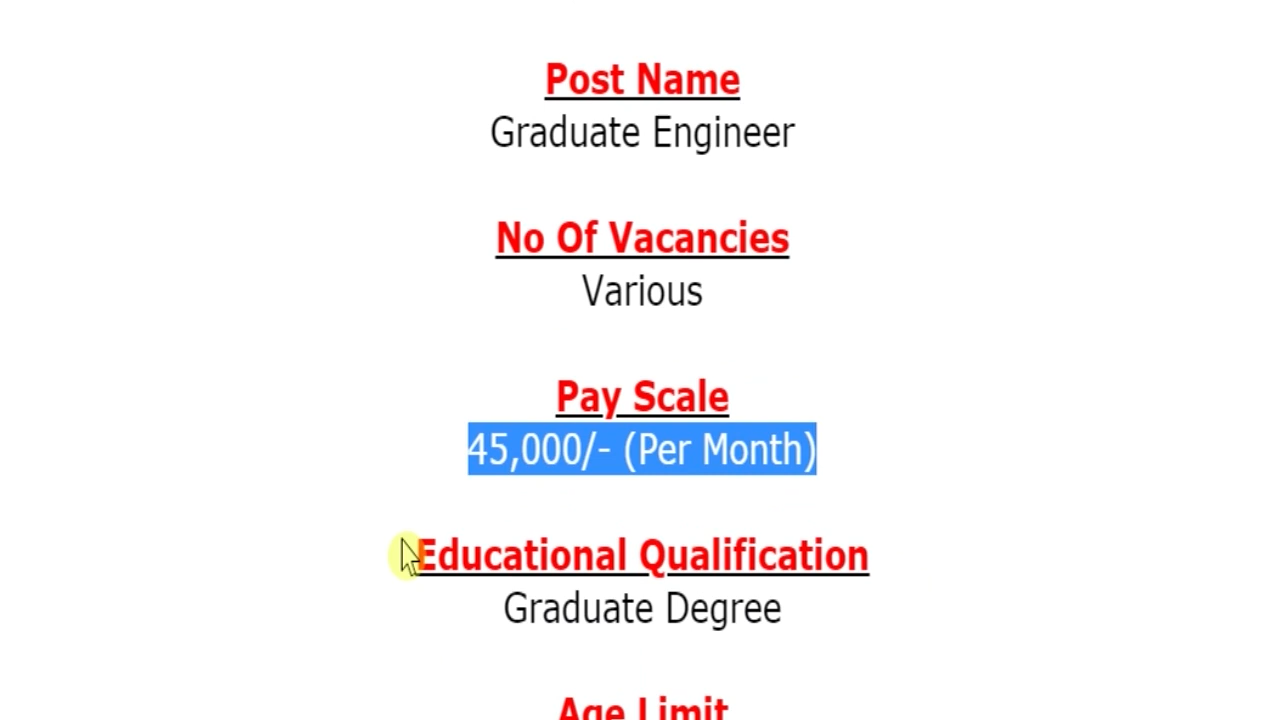 Post Name
Graduate Engineer
No Of Vacancies
Various
Pay Scale
45,000/- (Per Month)
Educational Qualification
Graduate Degree
Age Limit